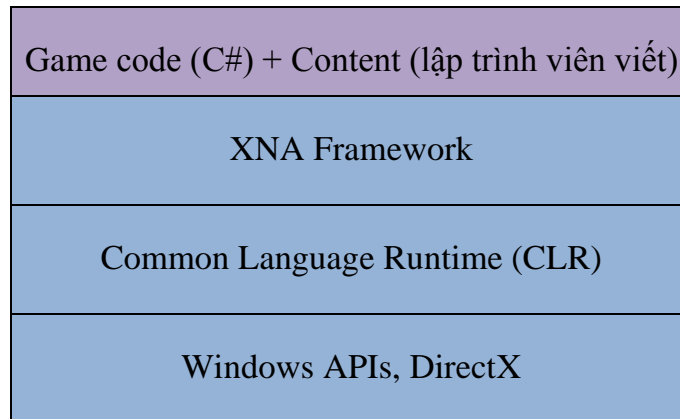 Game code (C#) + Content (lập trình viên viết)
XNA Framework
Common Language Runtime (CLR)
Windows APIs, DirectX